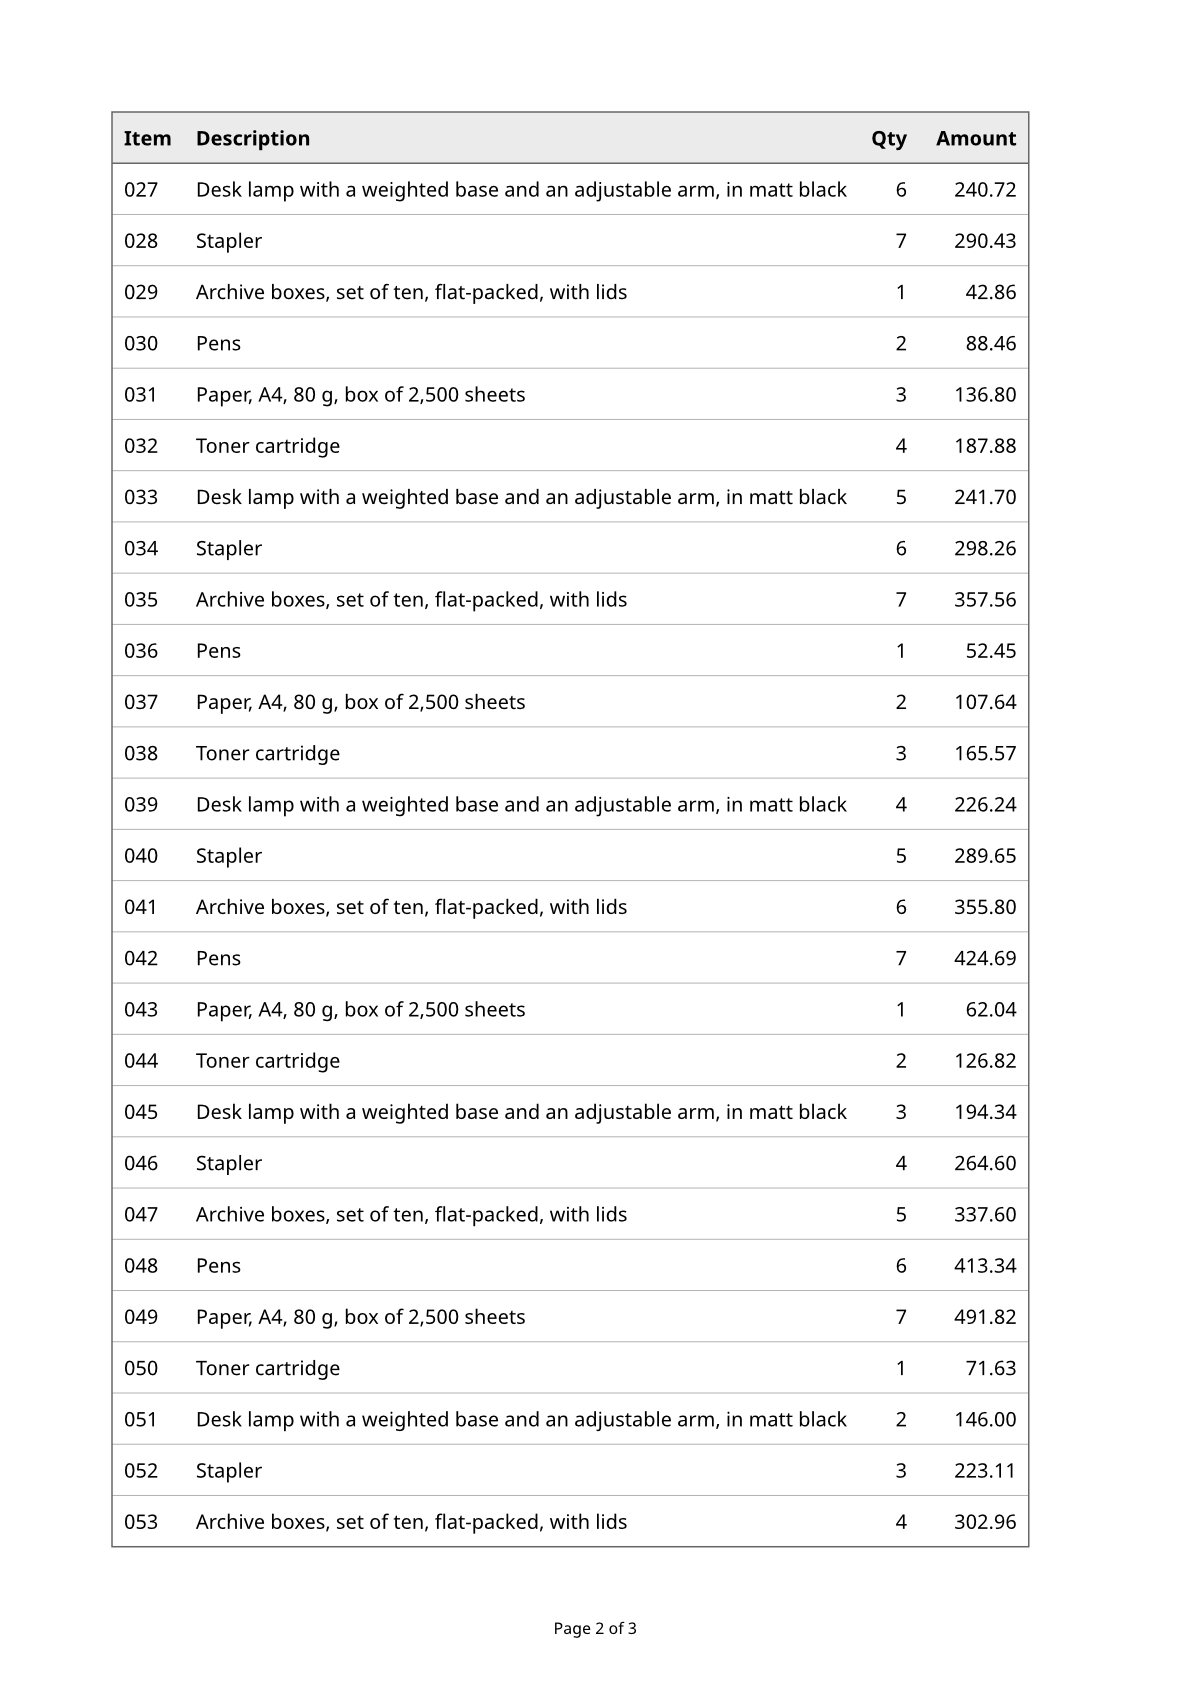 Item Description Qty Amount
027 Desk lamp with a weighted base and an adjustable arm, in matt black 6 240.72
028 Stapler 7 290.43
029 Archive boxes, set of ten, flat-packed, with lids 1 42.86
030 Pens 2 88.46
031 Paper, A4, 80 g, box of 2,500 sheets 3 136.80
032 Toner cartridge 4 187.88
033 Desk lamp with a weighted base and an adjustable arm, in matt black 5 241.70
034 Stapler 6 298.26
035 Archive boxes, set of ten, flat-packed, with lids 7 357.56
036 Pens 1 52.45
037 Paper, A4, 80 g, box of 2,500 sheets 2 107.64
038 Toner cartridge 3 165.57
039 Desk lamp with a weighted base and an adjustable arm, in matt black 4 226.24
040 Stapler 5 289.65
041 Archive boxes, set of ten, flat-packed, with lids 6 355.80
042 Pens 7 424.69
043 Paper, A4, 80 g, box of 2,500 sheets 1 62.04
044 Toner cartridge 2 126.82
045 Desk lamp with a weighted base and an adjustable arm, in matt black 3 194.34
046 Stapler 4 264.60
047 Archive boxes, set of ten, flat-packed, with lids 5 337.60
048 Pens 6 413.34
049 Paper, A4, 80 g, box of 2,500 sheets 7 491.82
050 Toner cartridge 1 71.63
051 Desk lamp with a weighted base and an adjustable arm, in matt black 2 146.00
052 Stapler 3 223.11
053 Archive boxes, set of ten, flat-packed, with lids 4 302.96
Page 2 of 3